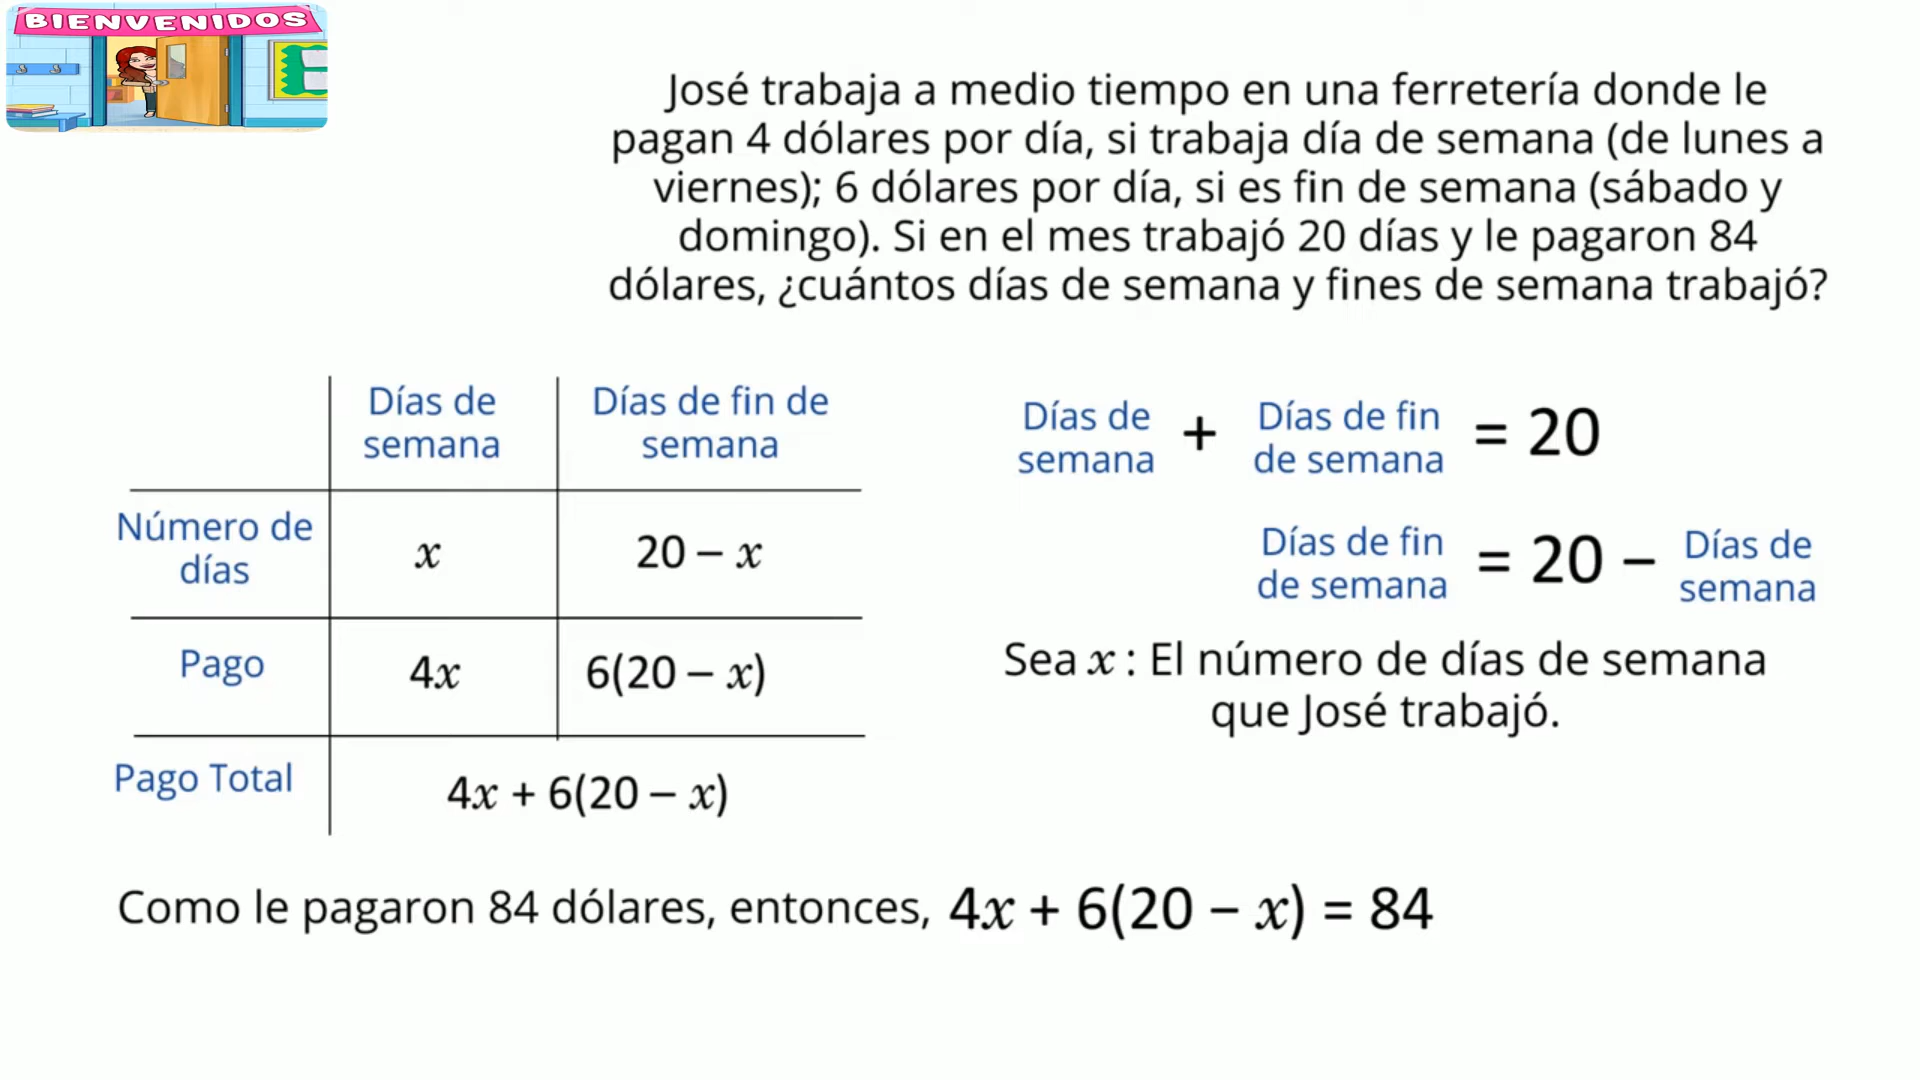 BIENVENIDOS
José trabaja a medio tiempo en una ferretería donde le
pagan 4 dólares por día, si trabaja día de semana (de lunes a
viernes); 6 dólares por día, si es fin de semana (sábado y
domingo). Si en el mes trabajó 20 días y le pagaron 84
dólares, ¿cuántos días de semana y fines de semana trabajó?
Días de
semana
Días de fin de
semana
Número de
días
x
20 – x
Pago
4x
6(20 – x)
Pago Total
4x + 6(20 – x)
Días de
semana
+
Días de fin
de semana
= 20
Días de fin
de semana
= 20 –
Días de
semana
Sea x : El número de días de semana
que José trabajó.
Como le pagaron 84 dólares, entonces, 4x + 6(20 – x) = 84